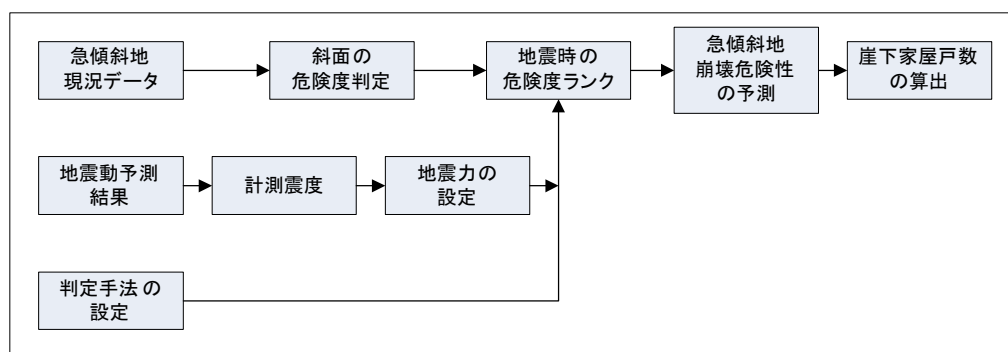 急傾斜地
現況データ
斜面の
危険度判定
地震時の
危険度ランク
急傾斜地
崩壊危険性
の予測
崖下家屋戸数
の算出
地震動予測
結果
計測震度
地震力の
設定
判定手法 の
設定